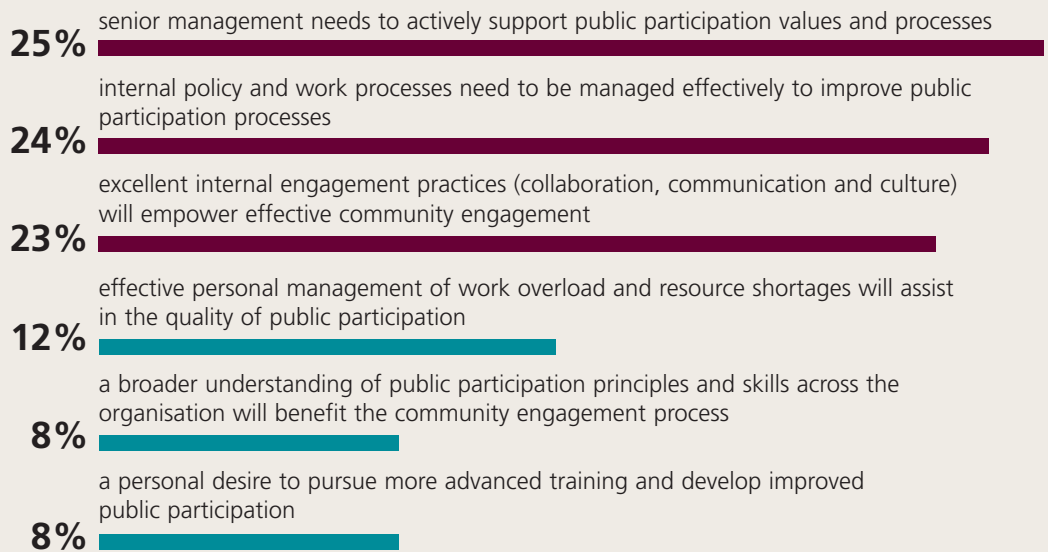 senior management needs to actively support public participation values and processes
25%
internal policy and work processes need to be managed effectively to improve public
participation processes
24%
excellent internal engagement practices (collaboration, communication and culture)
will empower effective community engagement
23%
effective personal management of work overload and resource shortages will assist
in the quality of public participation
12%
a broader understanding of public participation principles and skills across the
organisation will benefit the community engagement process
8%
a personal desire to pursue more advanced training and develop improved
public participation
8%